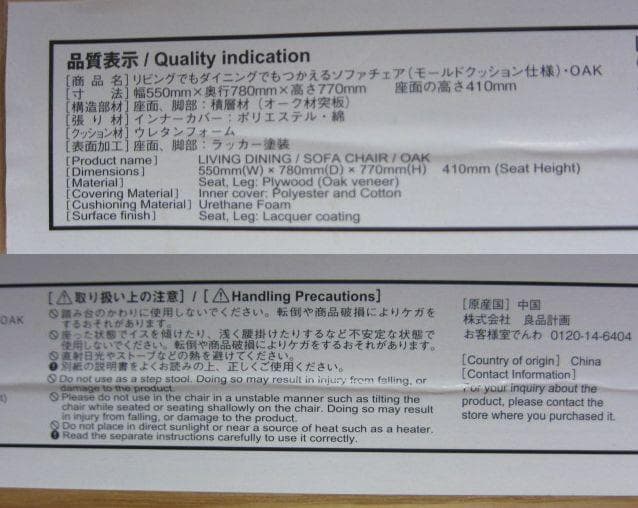 品質表示 / Quality indication
[商 品 名] リビングでもダイニングでもつかえるソファチェア（モールドクッション仕様）・OAK
[寸　　法] 幅550mm×奥行780mm×高さ770mm　座面の高さ410mm
[構造部材] 座面、脚部：積層材（オーク材突板）
[張 り 材] インナーカバー：ポリエステル・綿
[クッション材] ウレタンフォーム
[表面加工] 座面、脚部：ラッカー塗装
[Product name] LIVING DINING / SOFA CHAIR / OAK
[Dimensions] 550mm(W) × 780mm(D) × 770mm(H) 410mm (Seat Height)
[Material] Seat, Leg: Plywood (Oak veneer)
[Covering Material] Inner cover: Polyester and Cotton
[Cushioning Material] Urethane Foam
[Surface finish] Seat, Leg: Lacquer coating
OAK
[⚠取り扱い上の注意] / [⚠Handling Precautions]
踏み台のかわりに使用しないでください。転倒や商品破損によりケガを
するおそれがあります。
座った状態でイスを傾けたり、浅く腰掛けたりするなど不安定な状態で
使用しないでください。転倒や商品破損によりケガをするおそれがあります。
直射日光やストーブなどの熱を避けてください。
別紙の説明書をよくお読みの上、正しくご使用ください。
Do not use as a step stool. Doing so may result in injury from falling, or
damage to the product.
Please do not use in the chair in a unstable manner such as tilting the
chair while seated or seating shallowly on the chair. Doing so may result
in injury from falling, or damage to the product.
Do not place in direct sunlight or near a source of heat such as a heater.
Read the separate instructions carefully to use it correctly.
[原産国] 中国
株式会社　良品計画
お客様室でんわ 0120-14-6404
[Country of origin] China
[Contact Information]
For your inquiry about the
product, please contact the
store where you purchased it.